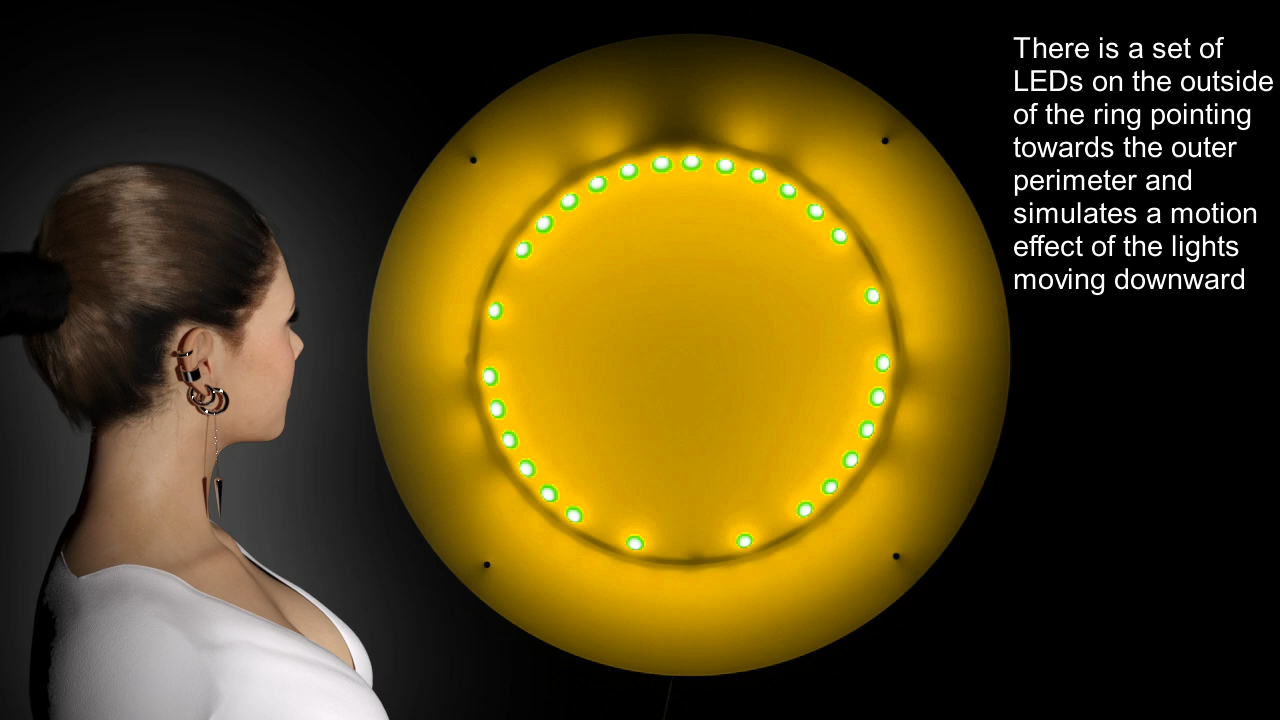 There is a set of
LEDs on the outside
of the ring pointing
towards the outer
perimeter and
simulates a motion
effect of the lights
moving downward